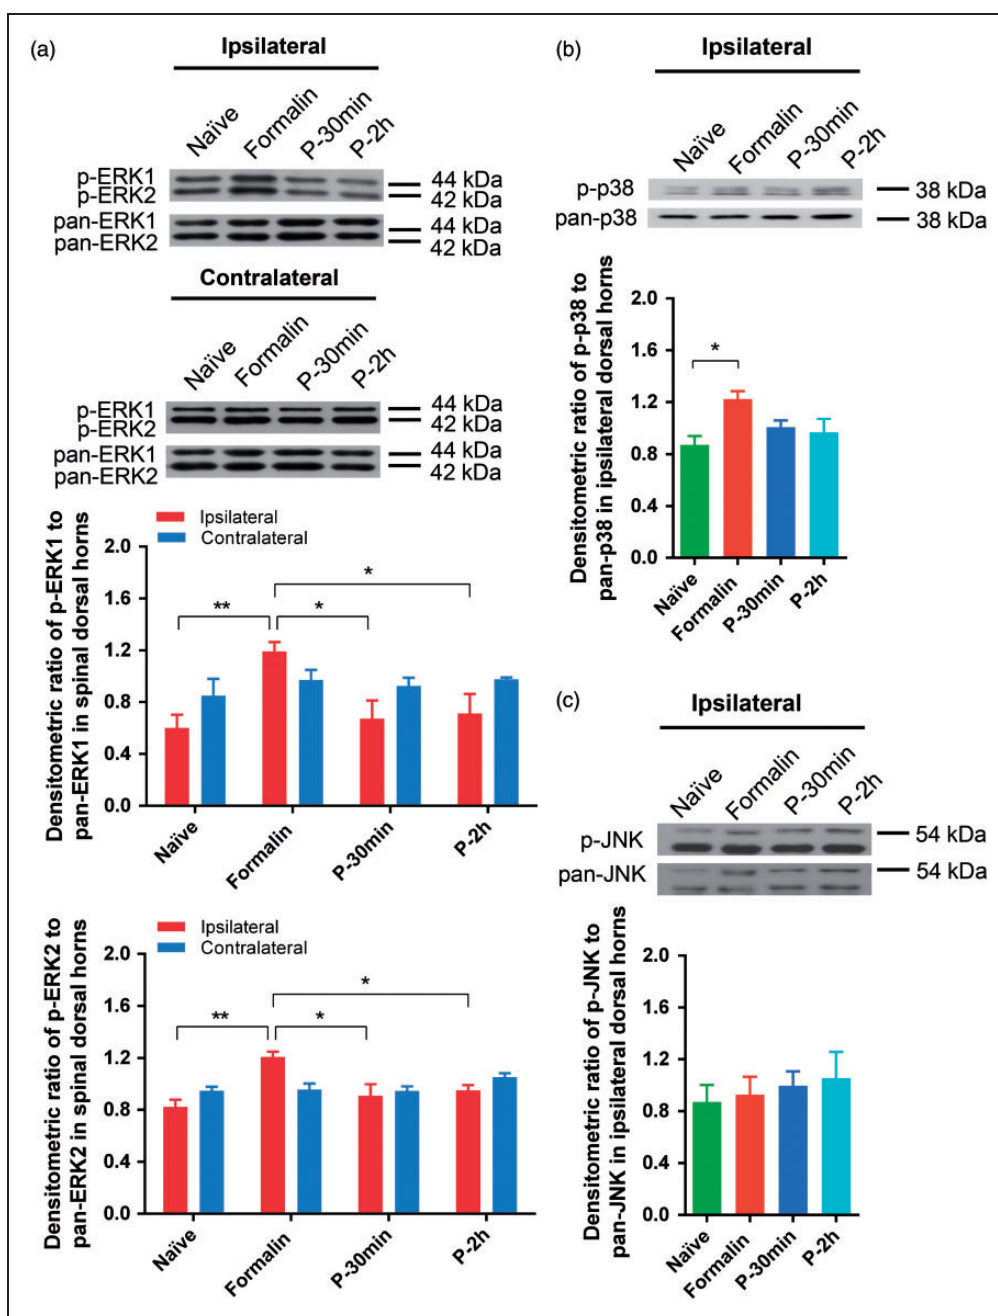 (a)
Ipsilateral
Naïve Formalin P-30min P-2h
p-ERK1 44 kDa
p-ERK2 42 kDa
pan-ERK1 44 kDa
pan-ERK2 42 kDa
Contralateral
Naïve Formalin P-30min P-2h
p-ERK1 44 kDa
p-ERK2 42 kDa
pan-ERK1 44 kDa
pan-ERK2 42 kDa
Densitometric ratio of p-ERK1 to
pan-ERK1 in spinal dorsal horns
Ipsilateral
Contralateral
2.0
1.6
1.2
0.8
0.4
0.0
** * *
Naïve Formalin P-30min P-2h
Densitometric ratio of p-ERK2 to
pan-ERK2 in spinal dorsal horns
Ipsilateral
Contralateral
2.0
1.6
1.2
0.8
0.4
0.0
** * *
Naïve Formalin P-30min P-2h
(b)
Ipsilateral
Naïve Formalin P-30min P-2h
p-p38 38 kDa
pan-p38 38 kDa
Densitometric ratio of p-p38 to
pan-p38 in ipsilateral dorsal horns
2.0
1.6
1.2
0.8
0.4
0.0
*
Naïve Formalin P-30min P-2h
(c)
Ipsilateral
Naïve Formalin P-30min P-2h
p-JNK 54 kDa
pan-JNK 54 kDa
Densitometric ratio of p-JNK to
pan-JNK in ipsilateral dorsal horns
2.0
1.6
1.2
0.8
0.4
0.0
Naïve Formalin P-30min P-2h